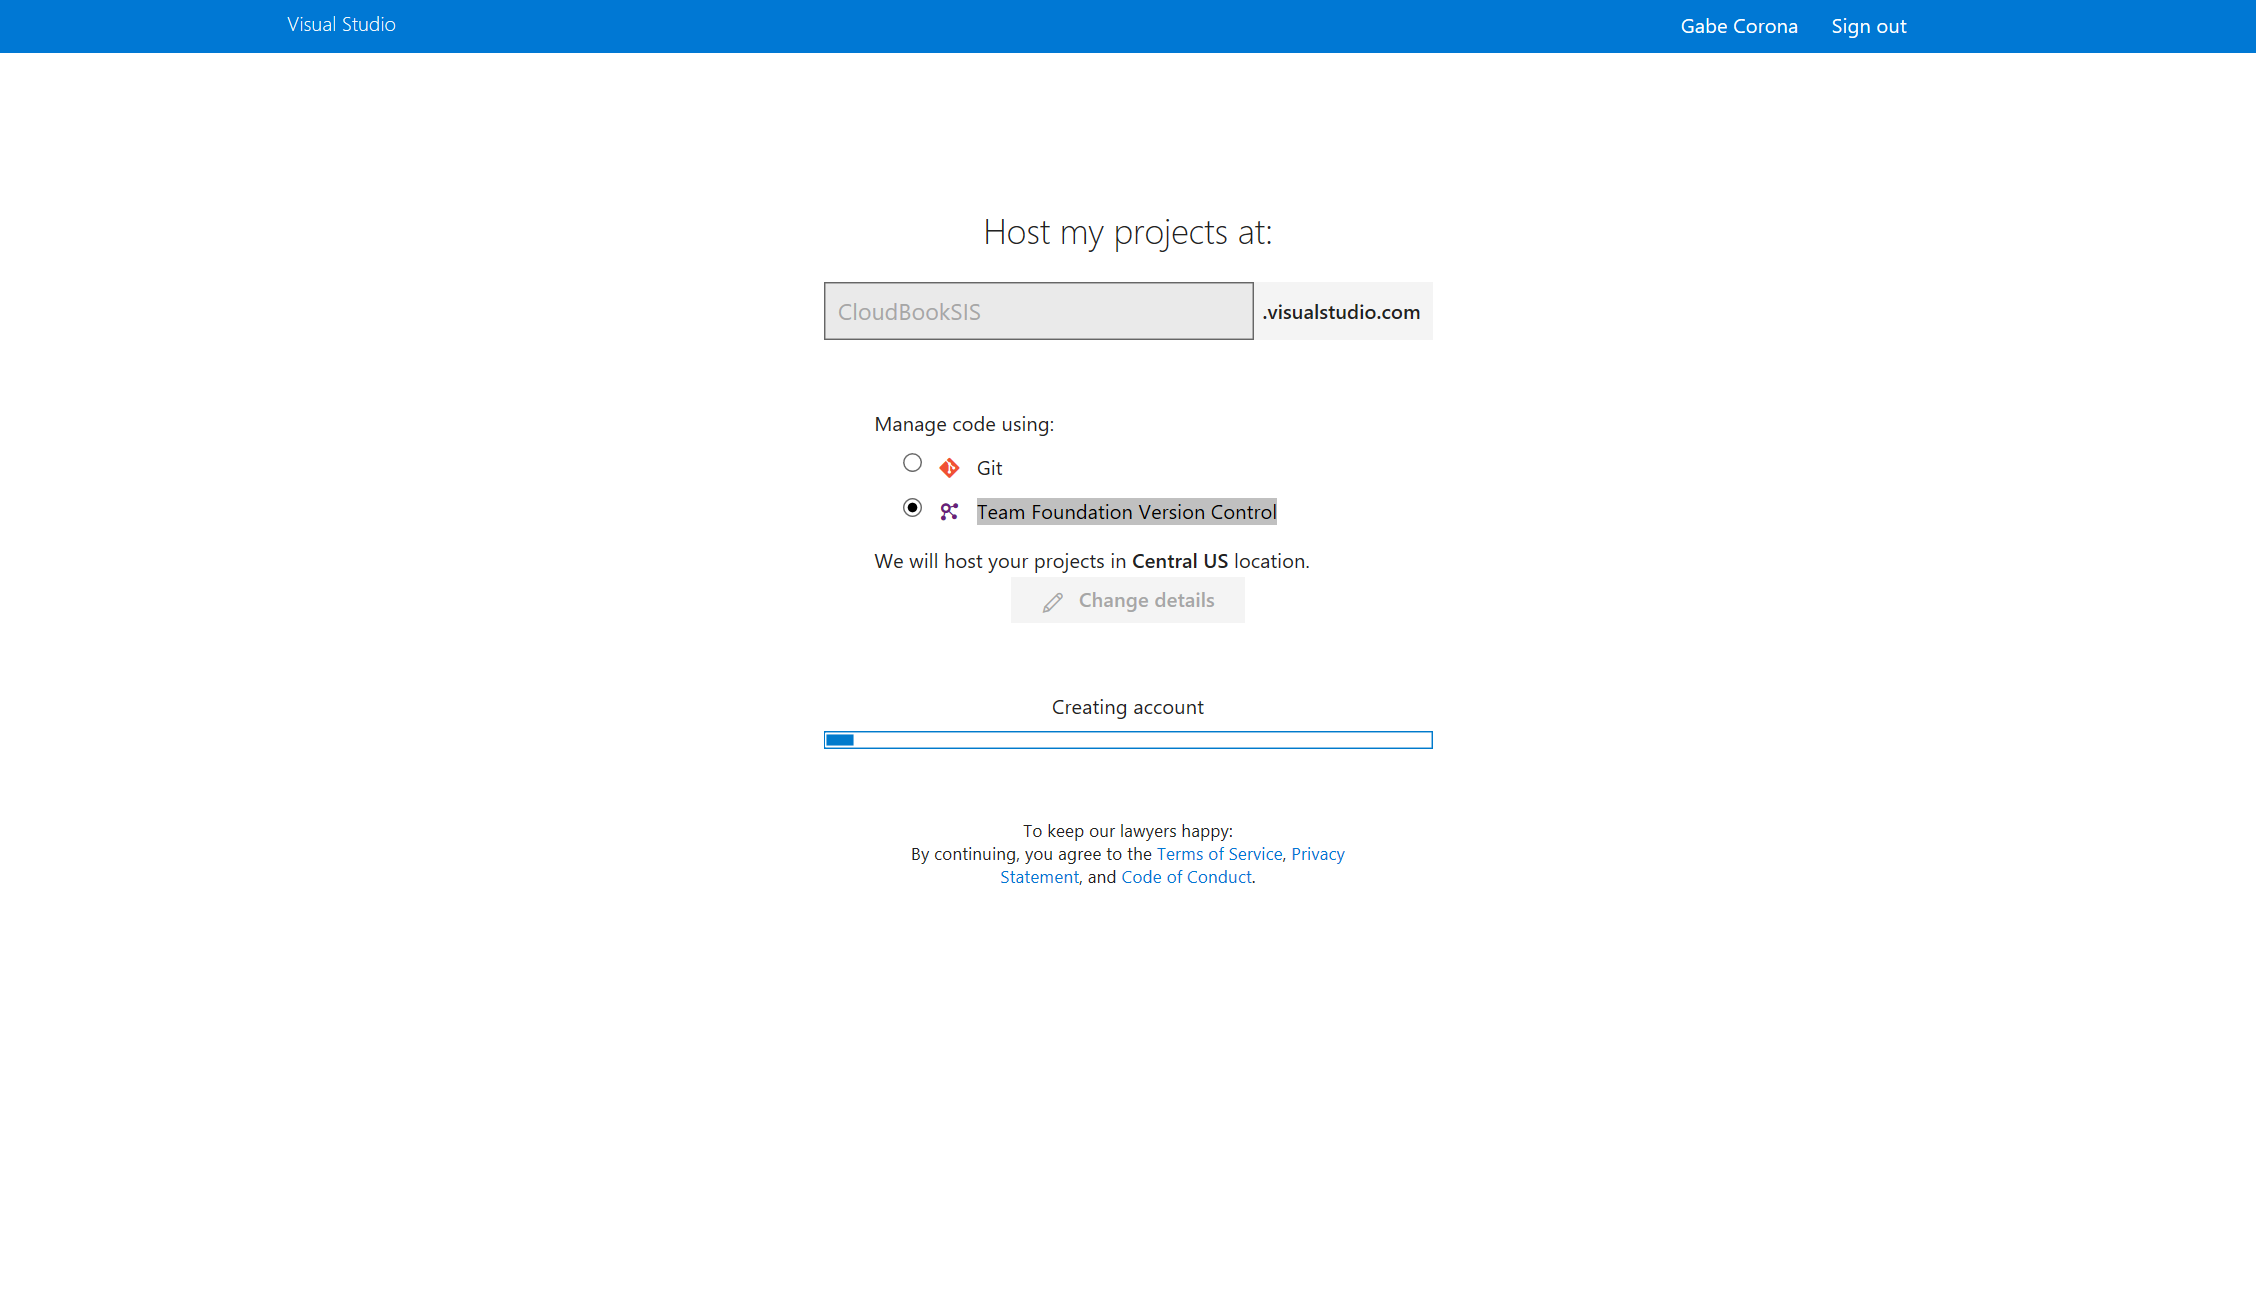 Visual Studio
Gabe Corona
Sign out
Host my projects at:
CloudBookSIS .visualstudio.com
Manage code using:
Git
Team Foundation Version Control
We will host your projects in Central US location.
Change details
Creating account
To keep our lawyers happy:
By continuing, you agree to the Terms of Service, Privacy
Statement, and Code of Conduct.